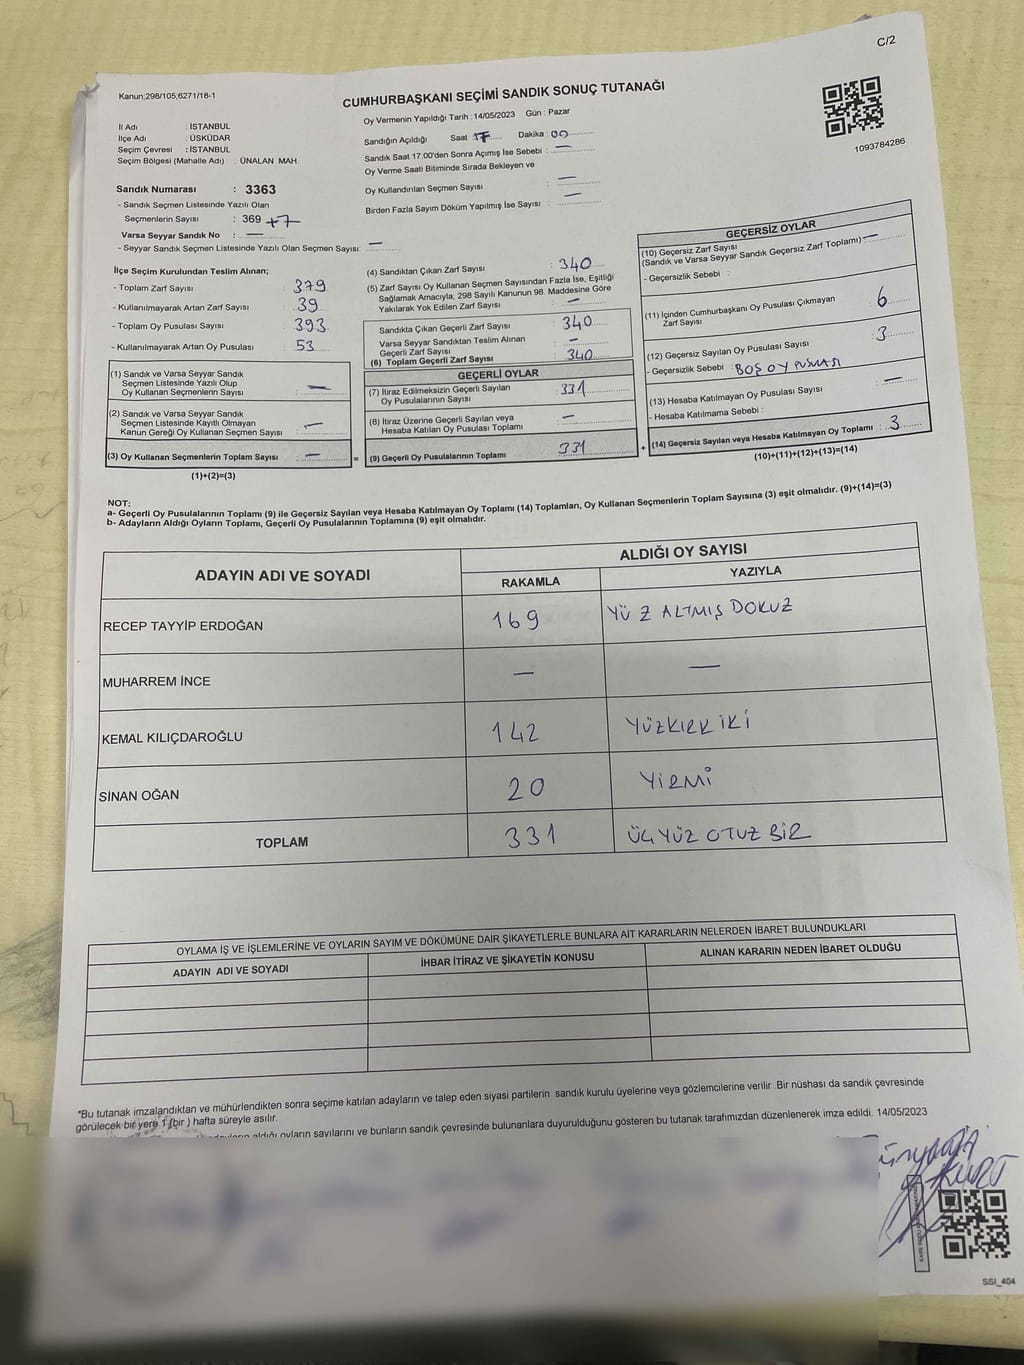 C/2
Kanun;298/105,6271/18-1
CUMHURBAŞKANI SEÇİMİ SANDIK SONUÇ TUTANAĞI
Oy Vermenin Yapıldığı Tarih :14/05/2023 Gün : Pazar
İl Adı : İSTANBUL
İlçe Adı : ÜSKÜDAR
Seçim Çevresi : İSTANBUL
Seçim Bölgesi (Mahalle Adı) : ÜNALAN MAH.
Sandığın Açıldığı Saat 17 Dakika : 00
Sandık Saat 17:00'den Sonra Açımış İse Sebebi : —
Oy Verme Saati Bitiminde Sırada Bekleyen ve
Oy Kullandırılan Seçmen Sayısı : —
Birden Fazla Sayım Döküm Yapılmış İse Sayısı : —
1093784286
Sandık Numarası : 3363
- Sandık Seçmen Listesinde Yazılı Olan
Seçmenlerin Sayısı : 369 +7
Varsa Seyyar Sandık No : —
- Seyyar Sandık Seçmen Listesinde Yazılı Olan Seçmen Sayısı: —
İlçe Seçim Kurulundan Teslim Alınan;
- Toplam Zarf Sayısı : 379
- Kullanılmayarak Artan Zarf Sayısı : 39
- Toplam Oy Pusulası Sayısı : 393
- Kullanılmayarak Artan Oy Pusulası : 53
(1) Sandık ve Varsa Seyyar Sandık
Seçmen Listesinde Yazılı Olup
Oy Kullanan Seçmenlerin Sayısı : —
(2) Sandık ve Varsa Seyyar Sandık
Seçmen Listesinde Kayıtlı Olmayan
Kanun Gereği Oy Kullanan Seçmen Sayısı : —
(3) Oy Kullanan Seçmenlerin Toplam Sayısı : —
(1)+(2)=(3)
(4) Sandıktan Çıkan Zarf Sayısı : 340
(5) Zarf Sayısı Oy Kullanan Seçmen Sayısından Fazla İse, Eşitliği
Sağlamak Amacıyla, 298 Sayılı Kanunun 98. Maddesine Göre
Yakılarak Yok Edilen Zarf Sayısı : —
Sandıkta Çıkan Geçerli Zarf Sayısı : 340
Varsa Seyyar Sandıktan Teslim Alınan
Geçerli Zarf Sayısı : —
(6) Toplam Geçerli Zarf Sayısı : 340
GEÇERLİ OYLAR
(7) İtiraz Edilmeksizin Geçerli Sayılan
Oy Pusulalarının Sayısı : 331
(8) İtiraz Üzerine Geçerli Sayılan veya
Hesaba Katılan Oy Pusulası Toplamı : —
= (9) Geçerli Oy Pusulalarının Toplamı : 331
GEÇERSİZ OYLAR
(10) Geçersiz Zarf Sayısı
(Sandık ve Varsa Seyyar Sandık Geçersiz Zarf Toplamı) : —
- Geçersizlik Sebebi :
(11) İçinden Cumhurbaşkanı Oy Pusulası Çıkmayan
Zarf Sayısı : 6
(12) Geçersiz Sayılan Oy Pusulası Sayısı : 3
- Geçersizlik Sebebi : BOŞ OY PUSULASI
(13) Hesaba Katılmayan Oy Pusulası Sayısı : —
- Hesaba Katılmama Sebebi :
+ (14) Geçersiz Sayılan veya Hesaba Katılmayan Oy Toplamı : 3
(10)+(11)+(12)+(13)=(14)
NOT:
a- Geçerli Oy Pusulalarının Toplamı (9) ile Geçersiz Sayılan veya Hesaba Katılmayan Oy Toplamı (14) Toplamları, Oy Kullanan Seçmenlerin Toplam Sayısına (3) eşit olmalıdır. (9)+(14)=(3)
b- Adayların Aldığı Oyların Toplamı, Geçerli Oy Pusulalarının Toplamına (9) eşit olmalıdır.
ADAYIN ADI VE SOYADI ALDIĞI OY SAYISI
RAKAMLA YAZIYLA
RECEP TAYYİP ERDOĞAN 169 YÜZ ALTMIŞ DOKUZ
MUHARREM İNCE — —
KEMAL KILIÇDAROĞLU 142 YÜZKIRK İKİ
SİNAN OĞAN 20 YİRMİ
TOPLAM 331 ÜÇ YÜZ OTUZ BİR
OYLAMA İŞ VE İŞLEMLERİNE VE OYLARIN SAYIM VE DÖKÜMÜNE DAİR ŞİKAYETLERLE BUNLARA AİT KARARLARIN NELERDEN İBARET BULUNDUKLARI
ADAYIN ADI VE SOYADI İHBAR İTİRAZ VE ŞİKAYETİN KONUSU ALINAN KARARIN NEDEN İBARET OLDUĞU
*Bu tutanak imzalandıktan ve mühürlendikten sonra seçime katılan adayların ve talep eden siyasi partilerin sandık kurulu üyelerine veya gözlemcilerine verilir .Bir nüshası da sandık çevresinde
görülecek bir yere 1 (bir ) hafta süreyle asılır.
aldığı oyların sayılarını ve bunların sandık çevresinde bulunanlara duyurulduğunu gösteren bu tutanak tarafımızdan düzenlenerek imza edildi. 14/05/2023
KURT
SSI_404